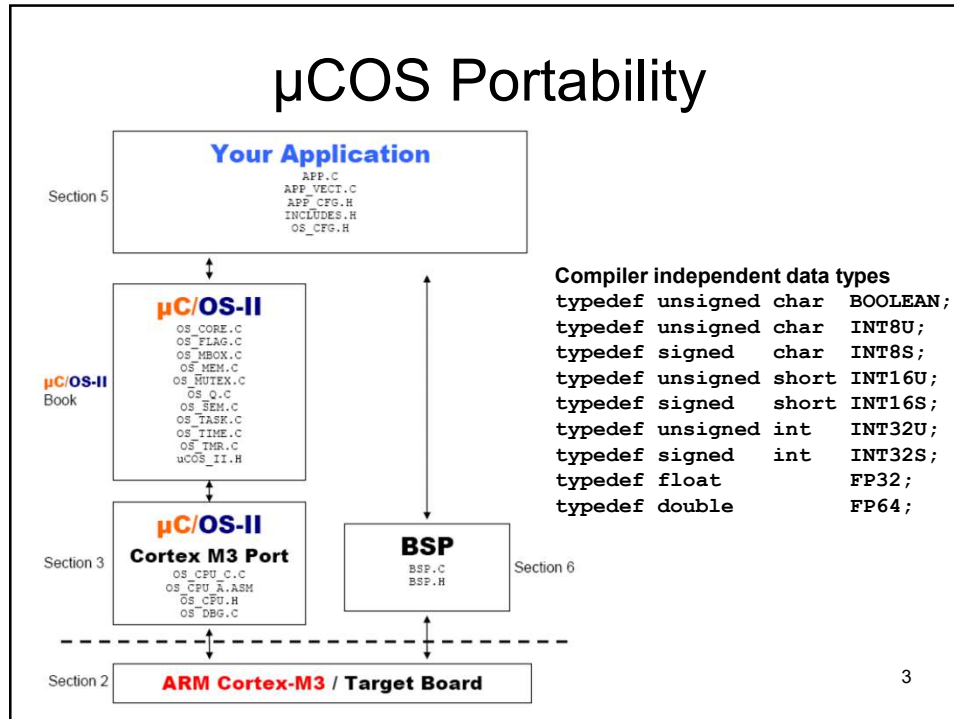 µCOS Portability
Your Application
APP.C
APP_VECT.C
APP_CFG.H
INCLUDES.H
OS_CFG.H
Section 5
µC/OS-II
OS_CORE.C
OS_FLAG.C
OS_MBOX.C
OS_MEM.C
OS_MUTEX.C
OS_Q.C
OS_SEM.C
OS_TASK.C
OS_TIME.C
OS_TMR.C
uCOS_II.H
µC/OS-II
Book
Compiler independent data types
typedef unsigned char BOOLEAN;
typedef unsigned char INT8U;
typedef signed char INT8S;
typedef unsigned short INT16U;
typedef signed short INT16S;
typedef unsigned int INT32U;
typedef signed int INT32S;
typedef float FP32;
typedef double FP64;
µC/OS-II
Cortex M3 Port
OS_CPU_C.C
OS_CPU_A.ASM
OS_CPU.H
OS_DBG.C
Section 3
BSP
BSP.C
BSP.H
Section 6
Section 2
ARM Cortex-M3 / Target Board
3